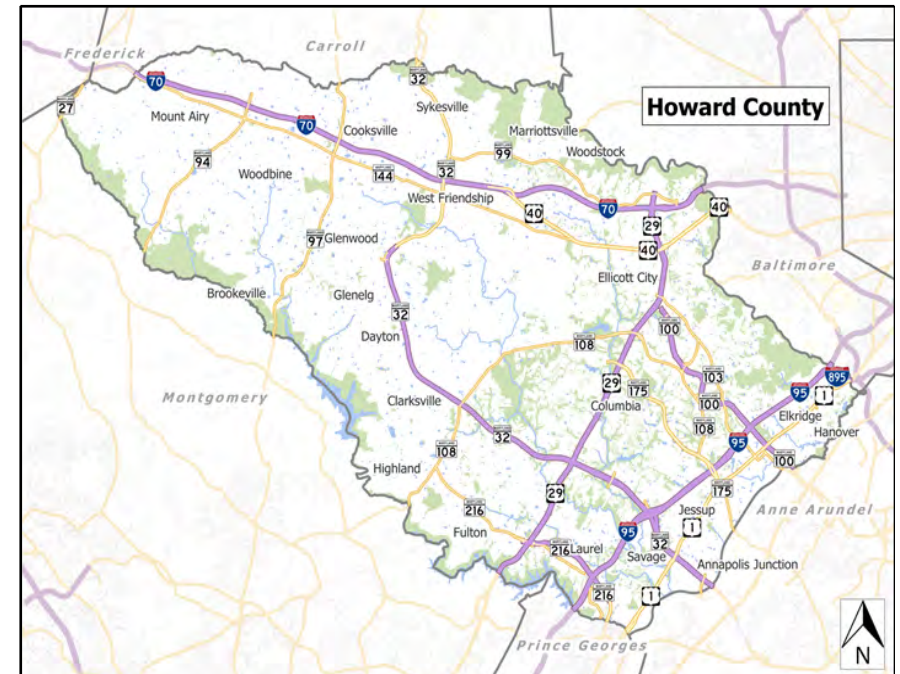 Howard County
Frederick
Carroll
Baltimore
Montgomery
Anne Arundel
Prince Georges
Mount Airy
Cooksville
Sykesville
Marriottsville
Woodstock
Woodbine
West Friendship
Glenwood
Brookeville
Glenelg
Dayton
Ellicott City
Clarksville
Columbia
Elkridge
Hanover
Highland
Fulton
Laurel
Savage
Jessup
Annapolis Junction
70
32
27
70
94
144
32
99
97
40
70
29
40
40
32
108
100
29
175
103
100
108
95
895
1
95
100
175
108
32
29
216
216
95
32
1
216
1
N